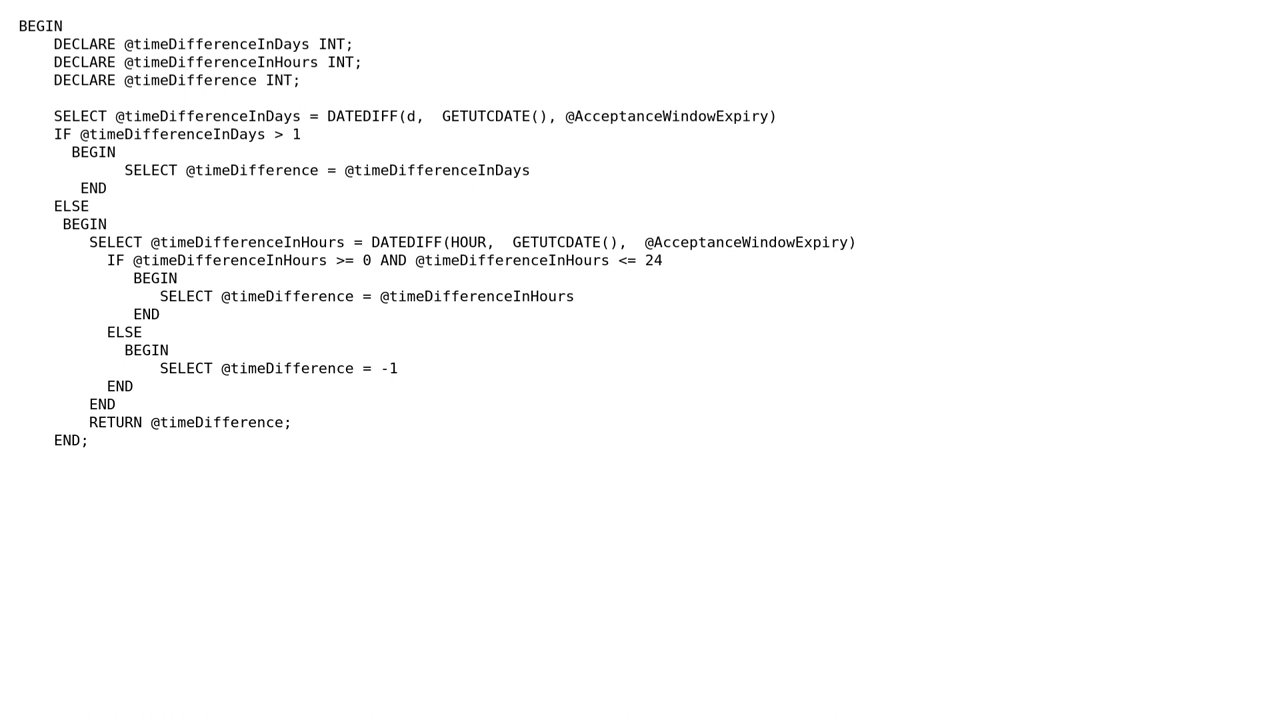 BEGIN
    DECLARE @timeDifferenceInDays INT;
    DECLARE @timeDifferenceInHours INT;
    DECLARE @timeDifference INT;

    SELECT @timeDifferenceInDays = DATEDIFF(d,  GETUTCDATE(), @AcceptanceWindowExpiry)
    IF @timeDifferenceInDays > 1
      BEGIN
            SELECT @timeDifference = @timeDifferenceInDays
       END
    ELSE
     BEGIN
        SELECT @timeDifferenceInHours = DATEDIFF(HOUR,  GETUTCDATE(),  @AcceptanceWindowExpiry)
          IF @timeDifferenceInHours >= 0 AND @timeDifferenceInHours <= 24
             BEGIN
                SELECT @timeDifference = @timeDifferenceInHours
             END
          ELSE
            BEGIN
                SELECT @timeDifference = -1
          END
        END
        RETURN @timeDifference;
    END;